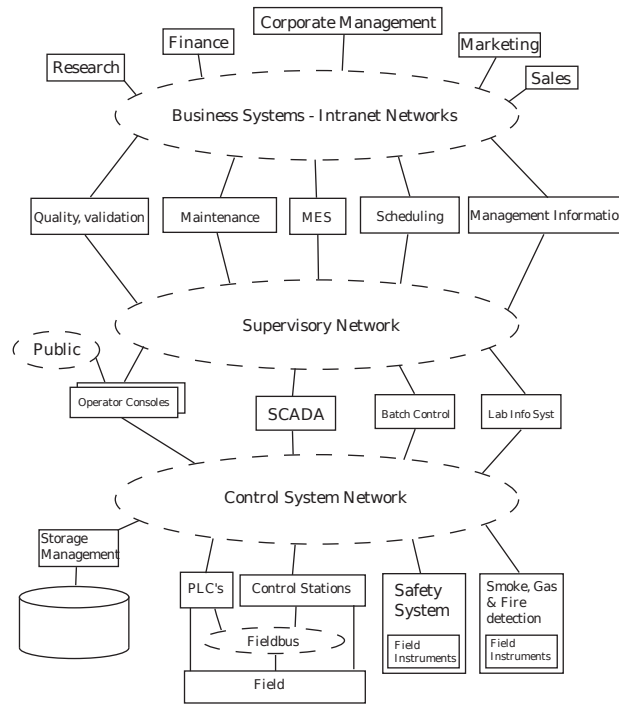 Corporate Management
Finance
Marketing
Research
Sales
Business Systems - Intranet Networks
Quality, validation
Maintenance
MES
Scheduling
Management Informatio
Supervisory Network
Public
Operator Consoles
SCADA
Batch Control
Lab Info Syst
Control System Network
Storage
Management
PLC's
Control Stations
Safety
System
Smoke, Gas
& Fire
detection
Fieldbus
Field
Instruments
Field
Instruments
Field